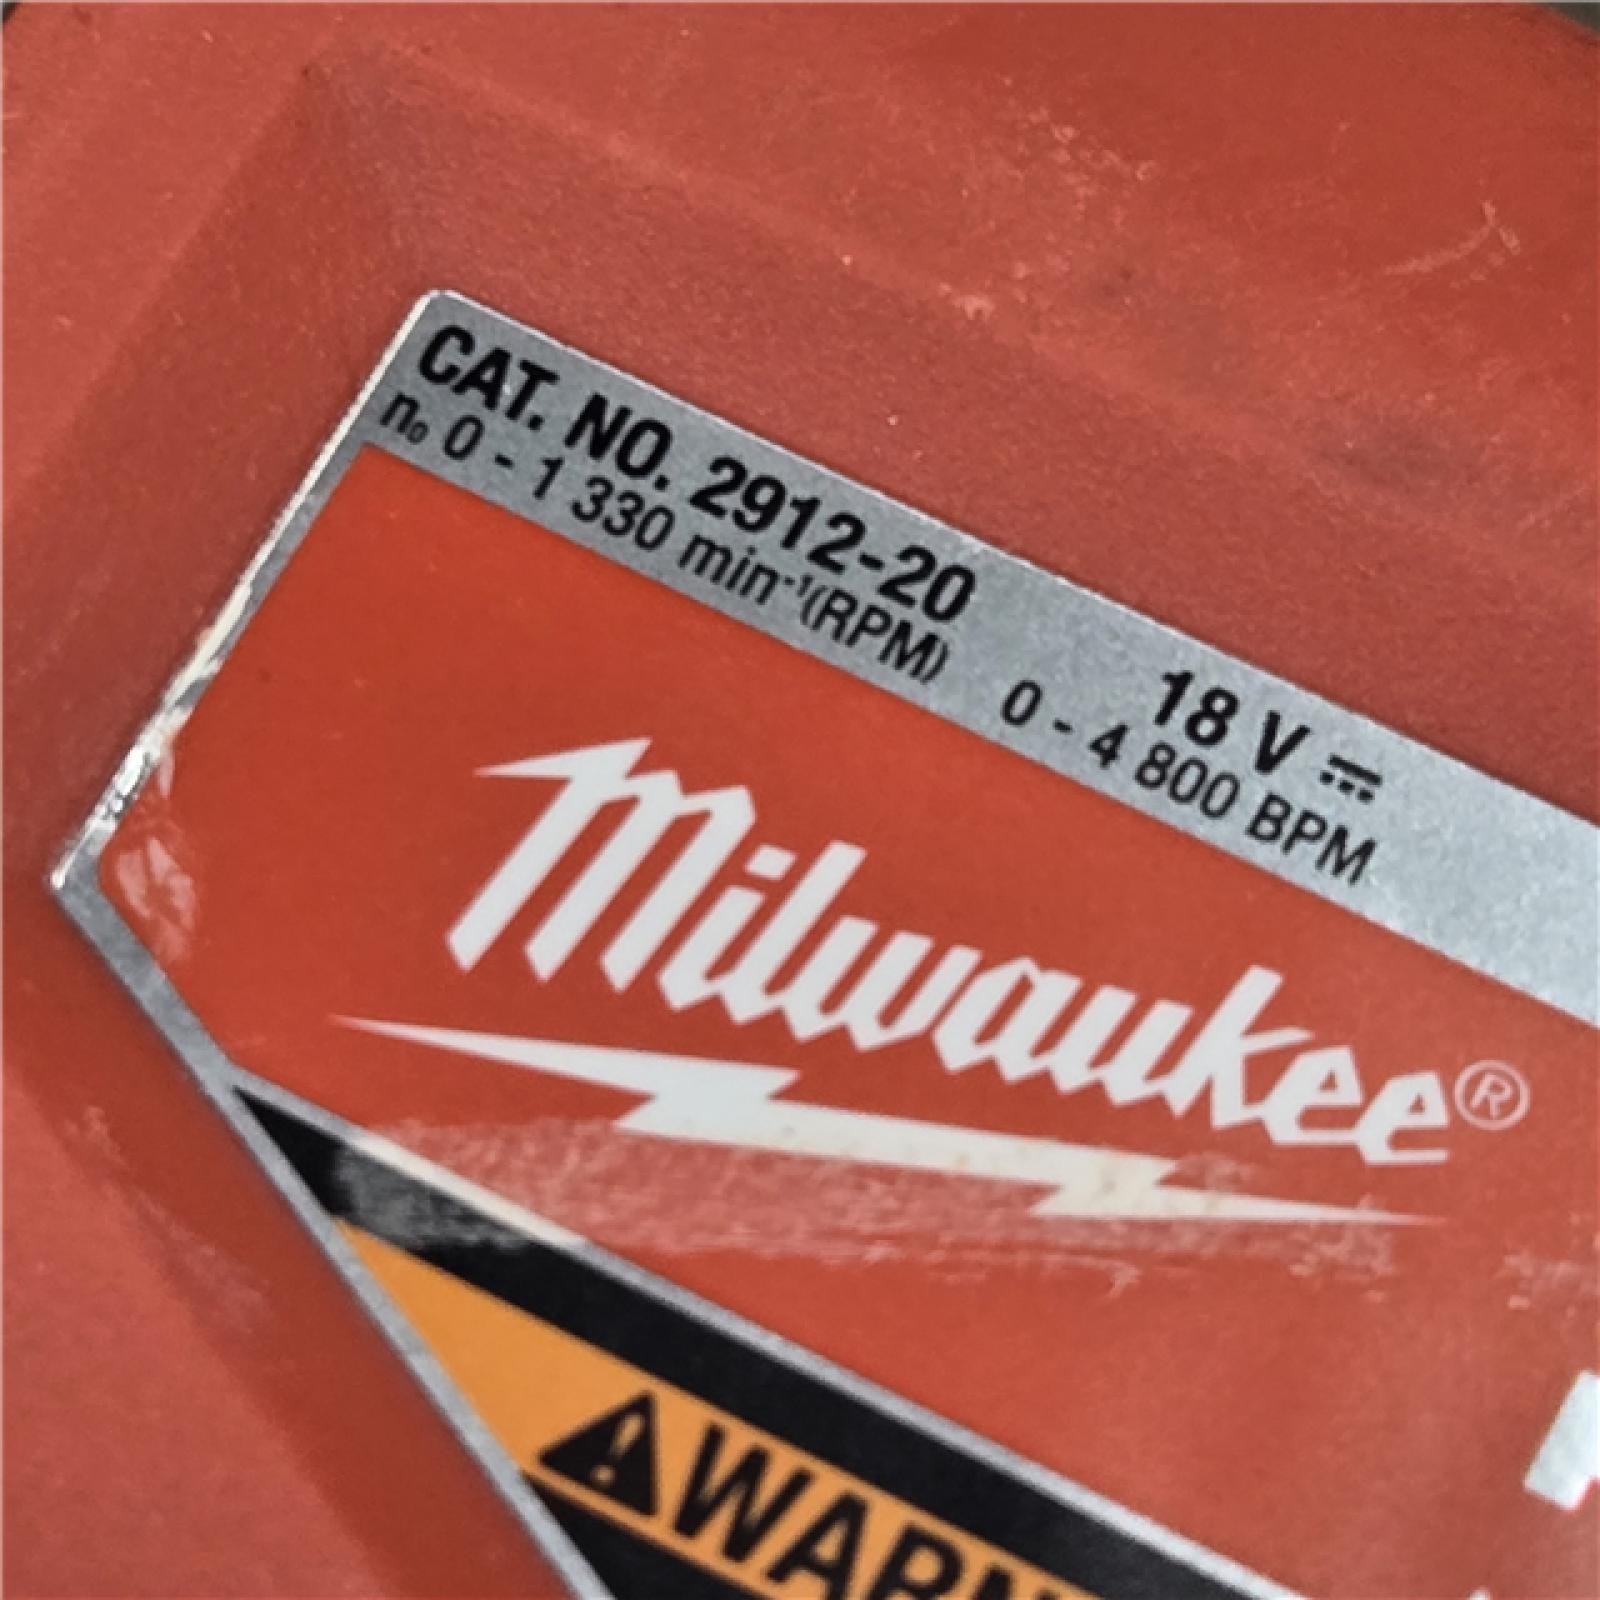 CAT. NO. 2912-20 18 V ⎓
n₀ 0 - 1 330 min⁻¹(RPM) 0 - 4 800 BPM
Milwaukee®
⚠WARN